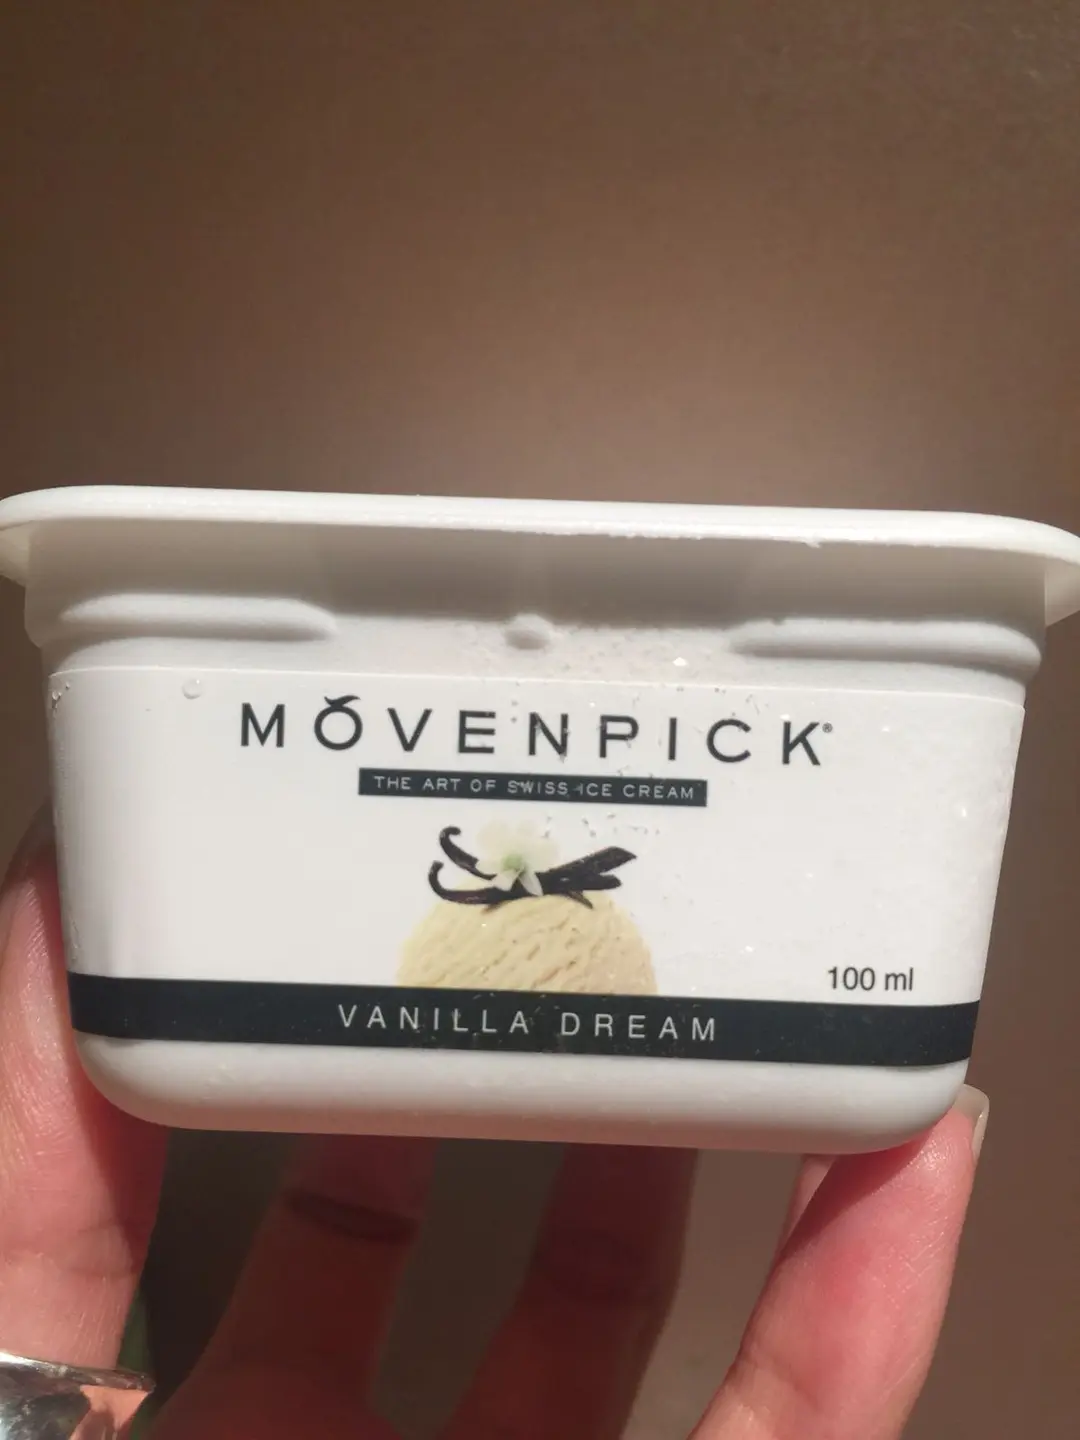 MÖVENPICK®
THE ART OF SWISS ICE CREAM
100 ml
VANILLA DREAM